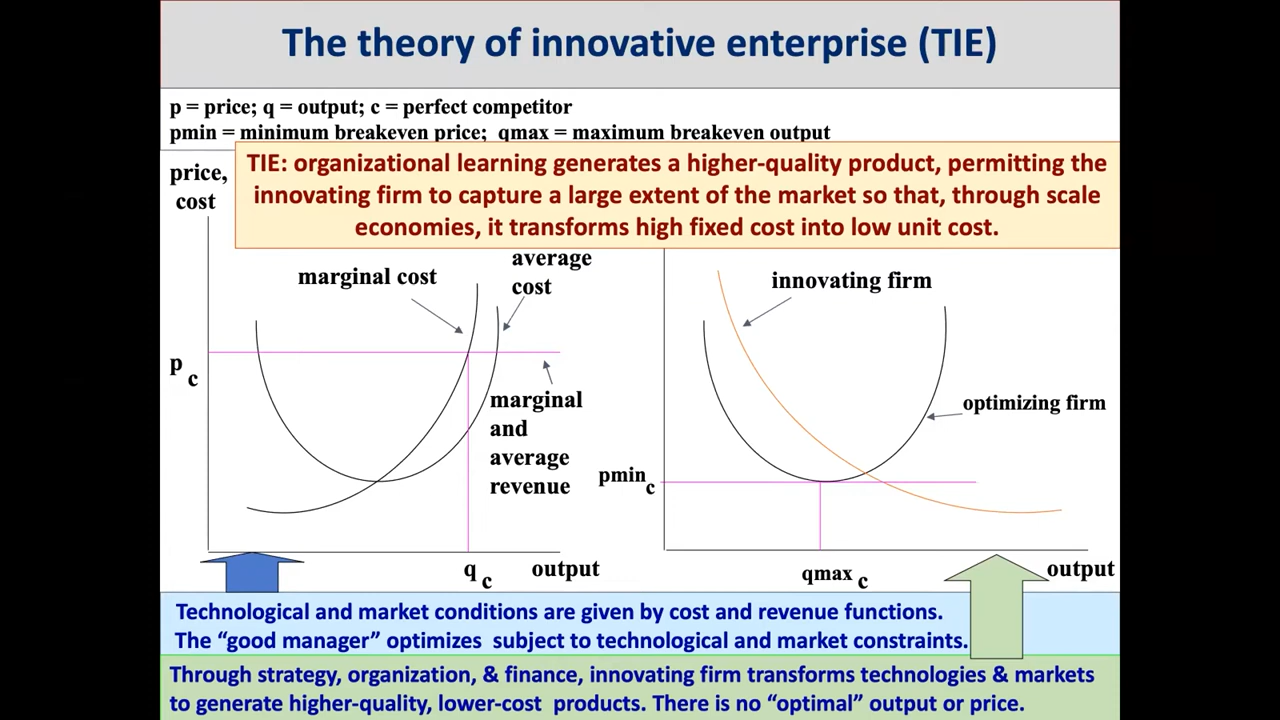 The theory of innovative enterprise (TIE)
p = price; q = output; c = perfect competitor
pmin = minimum breakeven price; qmax = maximum breakeven output
TIE: organizational learning generates a higher-quality product, permitting the
innovating firm to capture a large extent of the market so that, through scale
economies, it transforms high fixed cost into low unit cost.
price,
cost
marginal cost
average
cost
p c
marginal
and
average
revenue
q c
output
innovating firm
optimizing firm
pmin c
qmax c
output
Technological and market conditions are given by cost and revenue functions.
The “good manager” optimizes subject to technological and market constraints.
Through strategy, organization, & finance, innovating firm transforms technologies & markets
to generate higher-quality, lower-cost products. There is no “optimal” output or price.